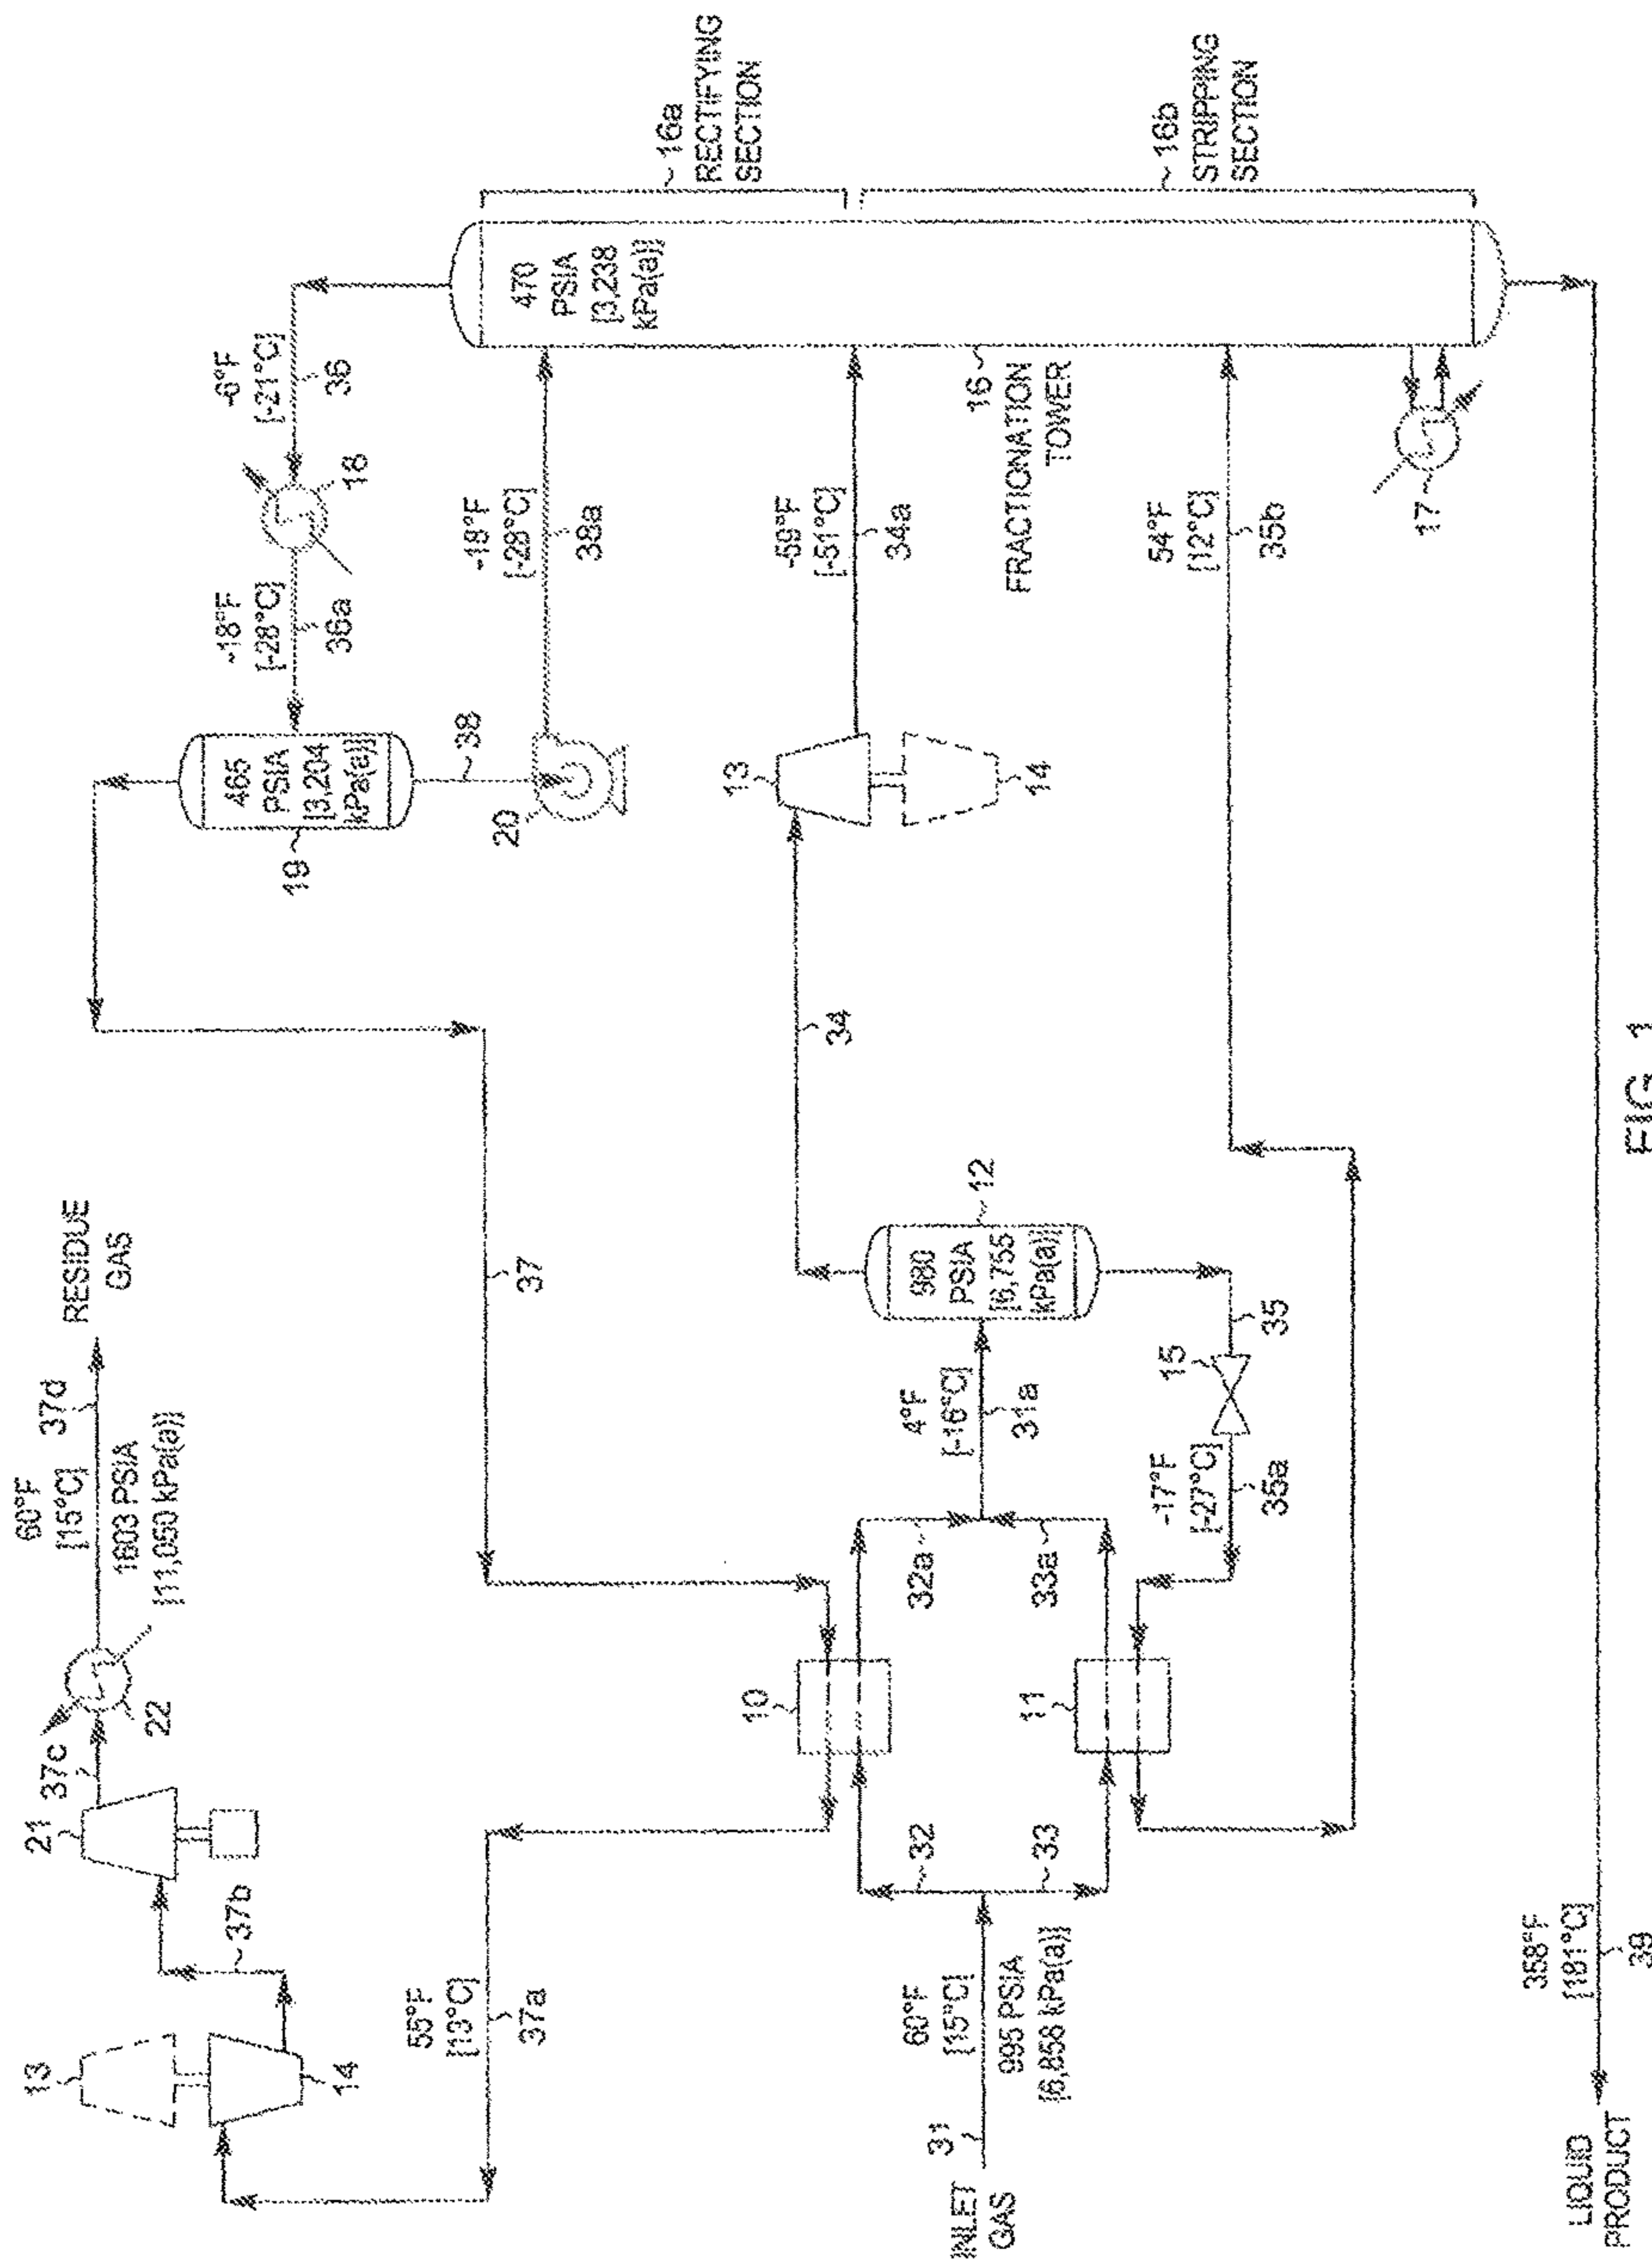 13
14
37b
21
37c
22
60°F
[15°C]
37d
1603 PSIA
[11,050 kPa(a)]
RESIDUE
GAS
55°F
[13°C]
37a
37
465
PSIA
[3,204
kPa(a)]
19
38
20
-18°F
[-28°C]
36a
18
-6°F
[-21°C]
36
-18°F
[-28°C]
38a
470
PSIA
[3,238
kPa(a)]
16a
RECTIFYING
SECTION
16b
STRIPPING
SECTION
13
14
34
-59°F
[-51°C]
34a
16
FRACTIONATION
TOWER
INLET
GAS
31
60°F
[15°C]
995 PSIA
[6,858 kPa(a)]
32
33
10
11
32a
33a
4°F
[-16°C]
31a
980
PSIA
[6,755
kPa(a)]
12
-17°F
[-27°C]
35a
15
35
54°F
[12°C]
35b
17
LIQUID
PRODUCT
358°F
[181°C]
39
FIG. 1